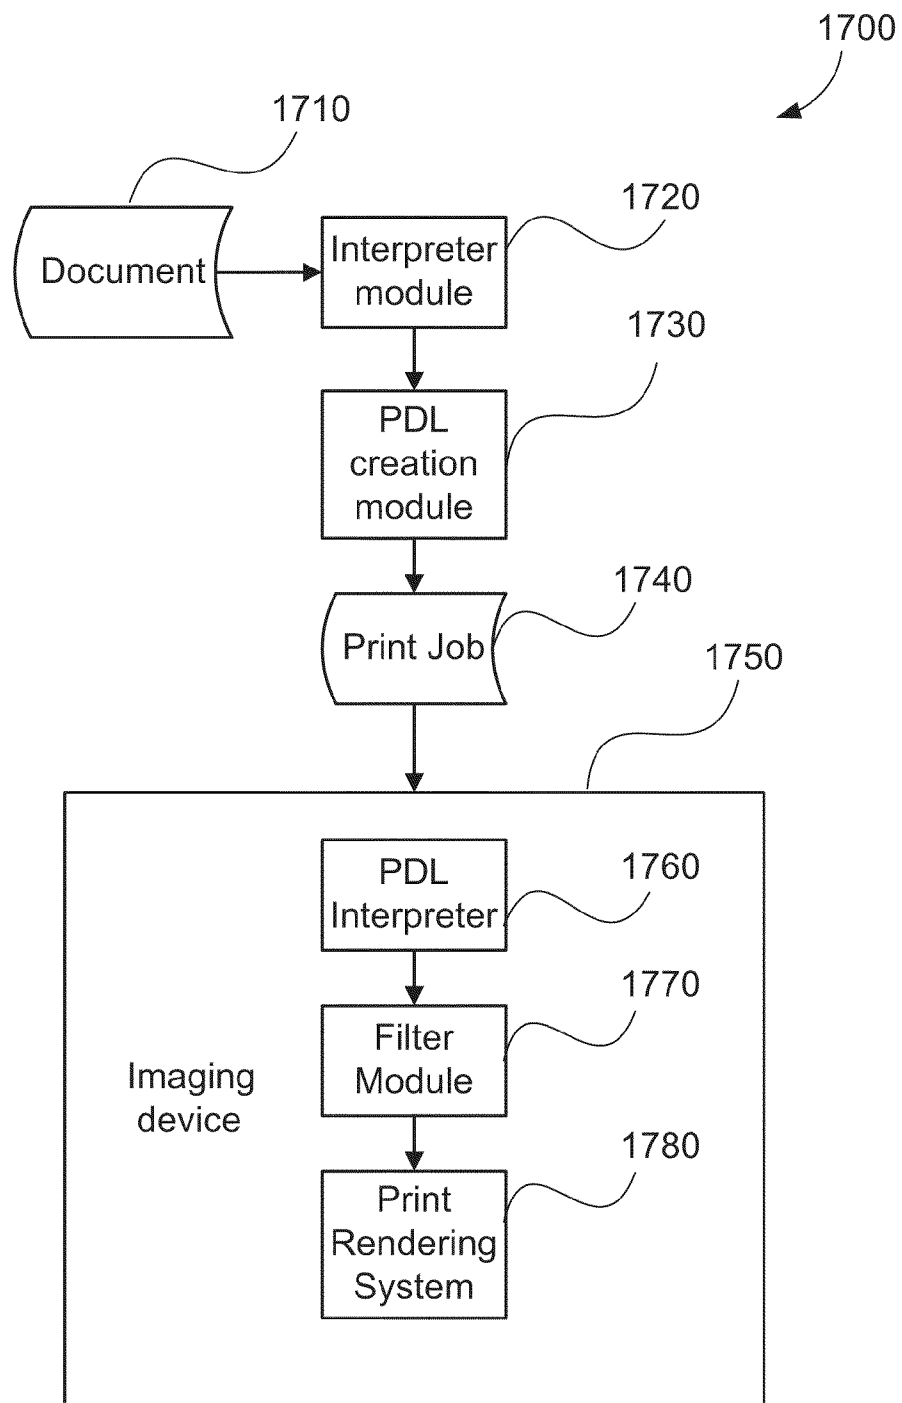 1700
1710
1720
Document
Interpreter
module
1730
PDL
creation
module
1740
Print Job
1750
PDL
Interpreter
1760
1770
Filter
Module
Imaging
device
1780
Print
Rendering
System